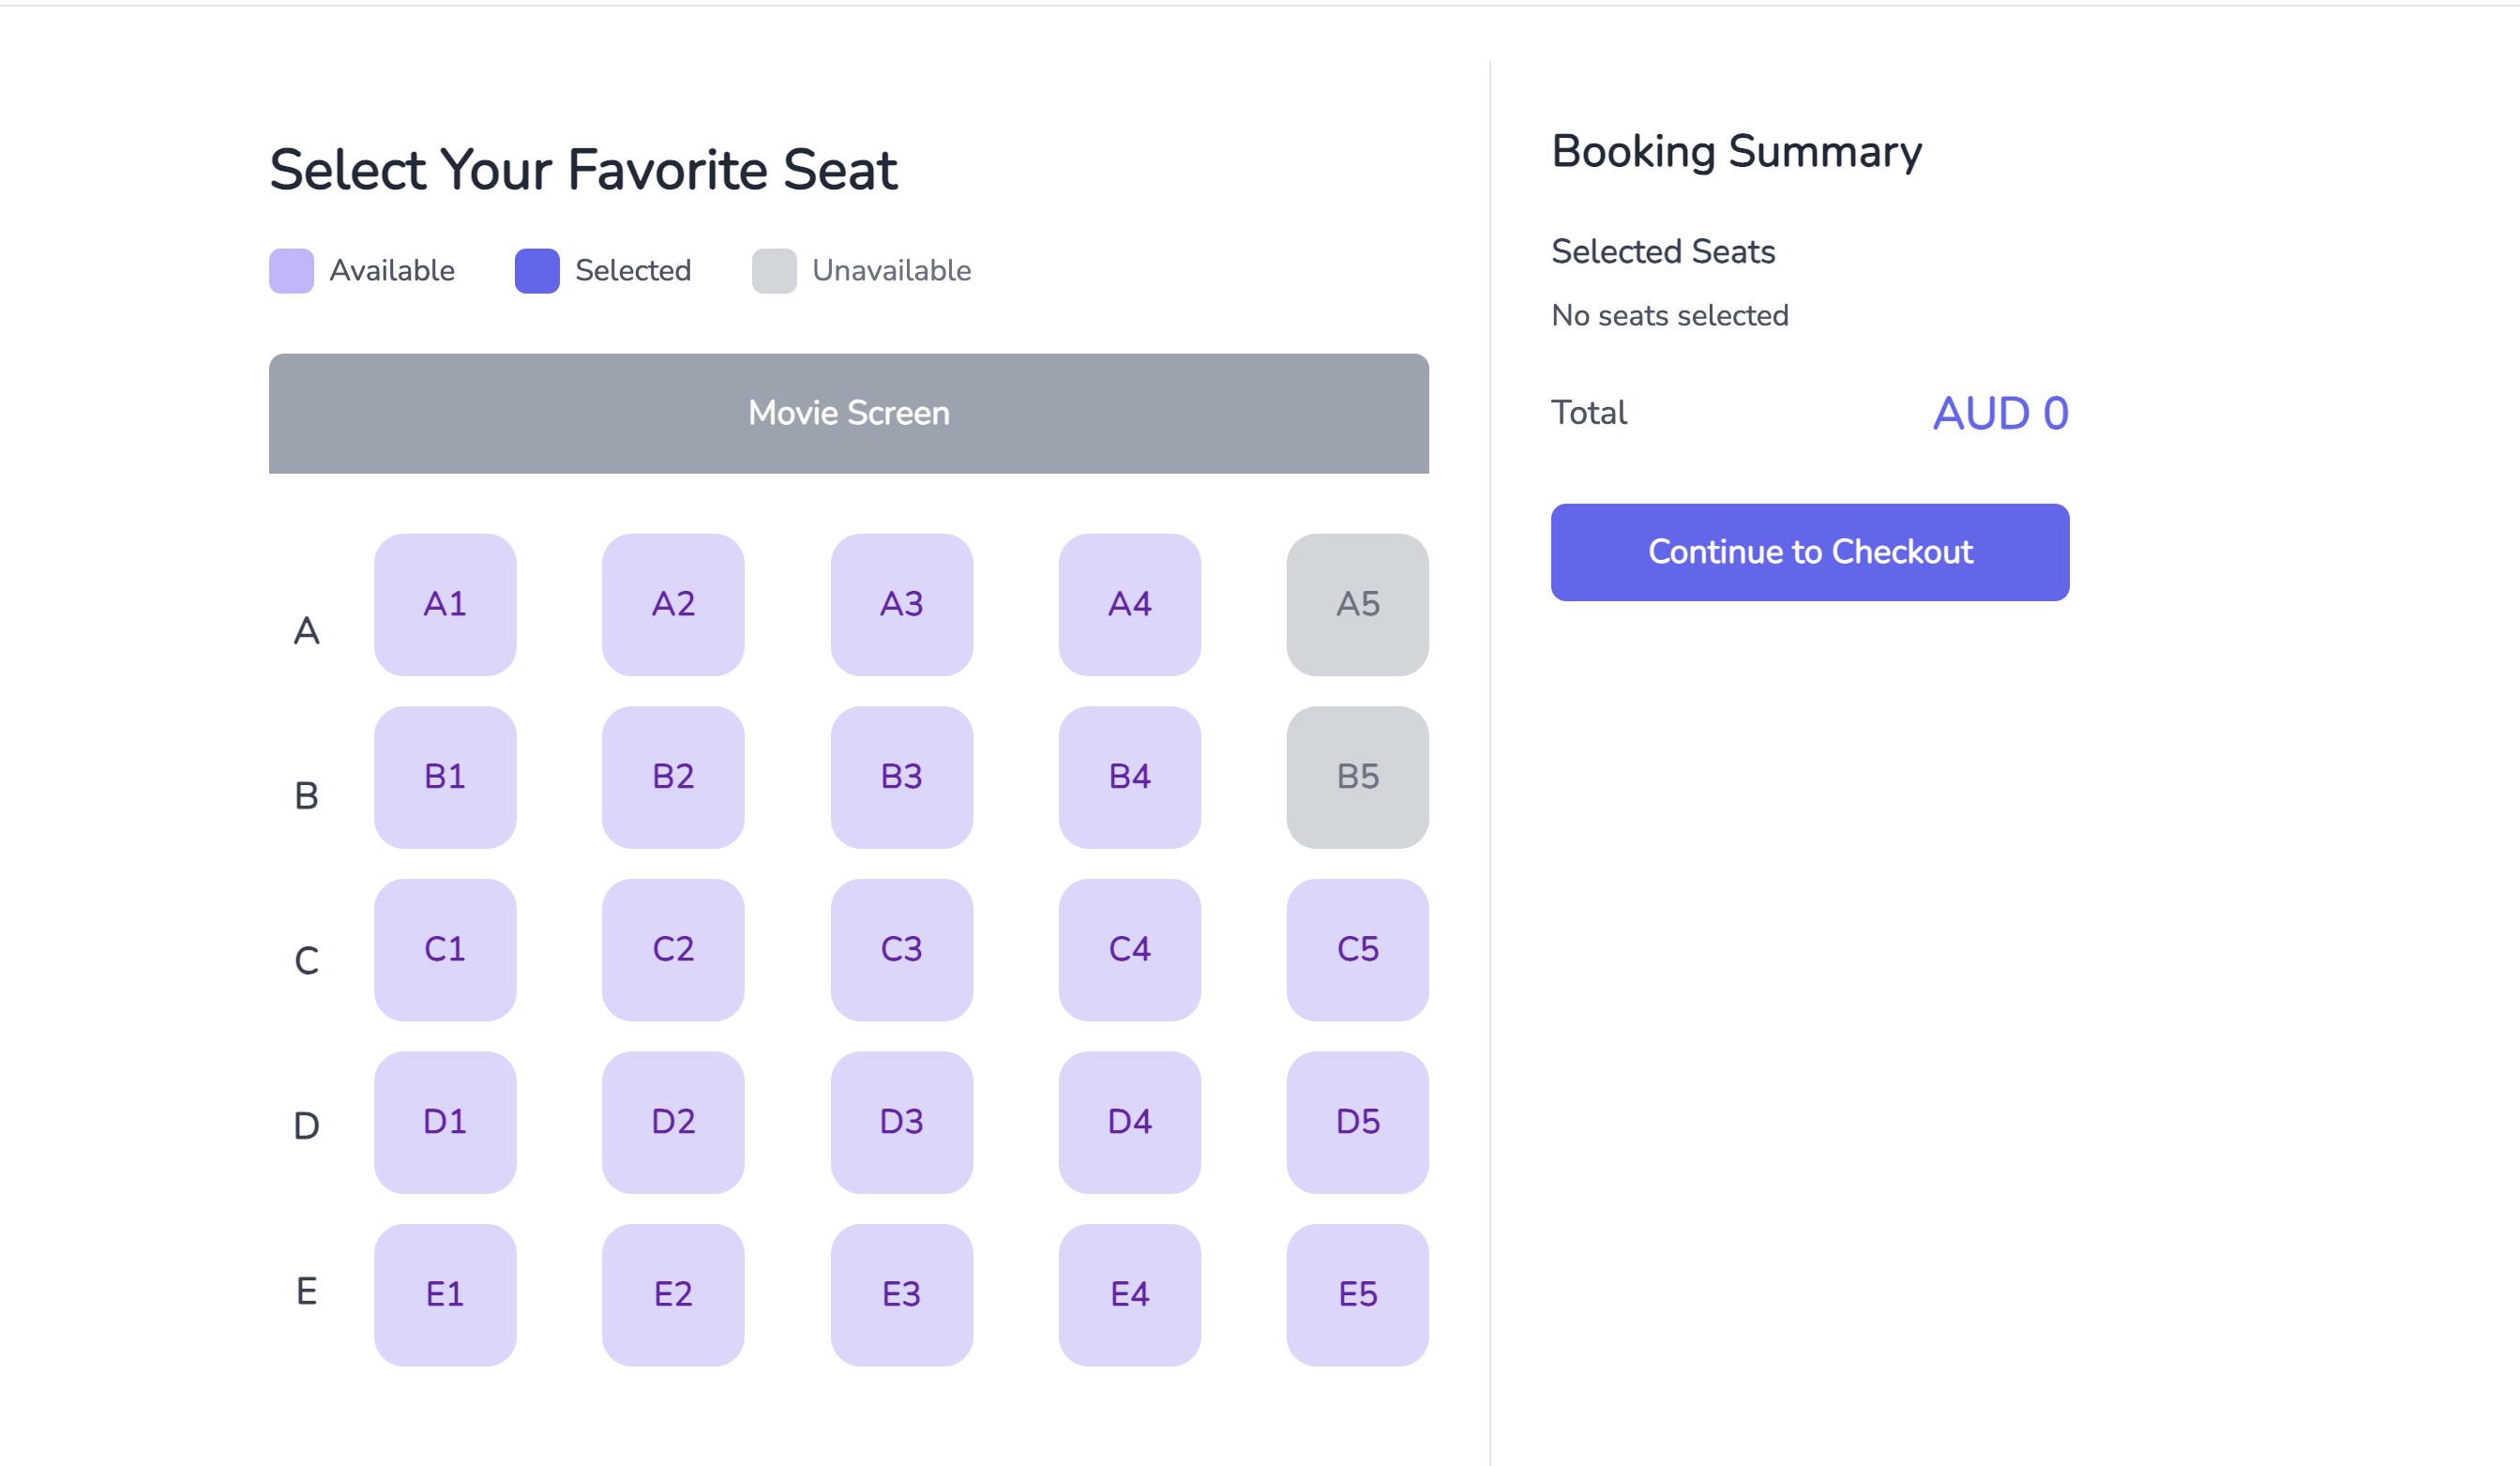 Select Your Favorite Seat
Available Selected Unavailable
Movie Screen
A A1 A2 A3 A4 A5
B B1 B2 B3 B4 B5
C C1 C2 C3 C4 C5
D D1 D2 D3 D4 D5
E E1 E2 E3 E4 E5
Booking Summary
Selected Seats
No seats selected
Total AUD 0
Continue to Checkout